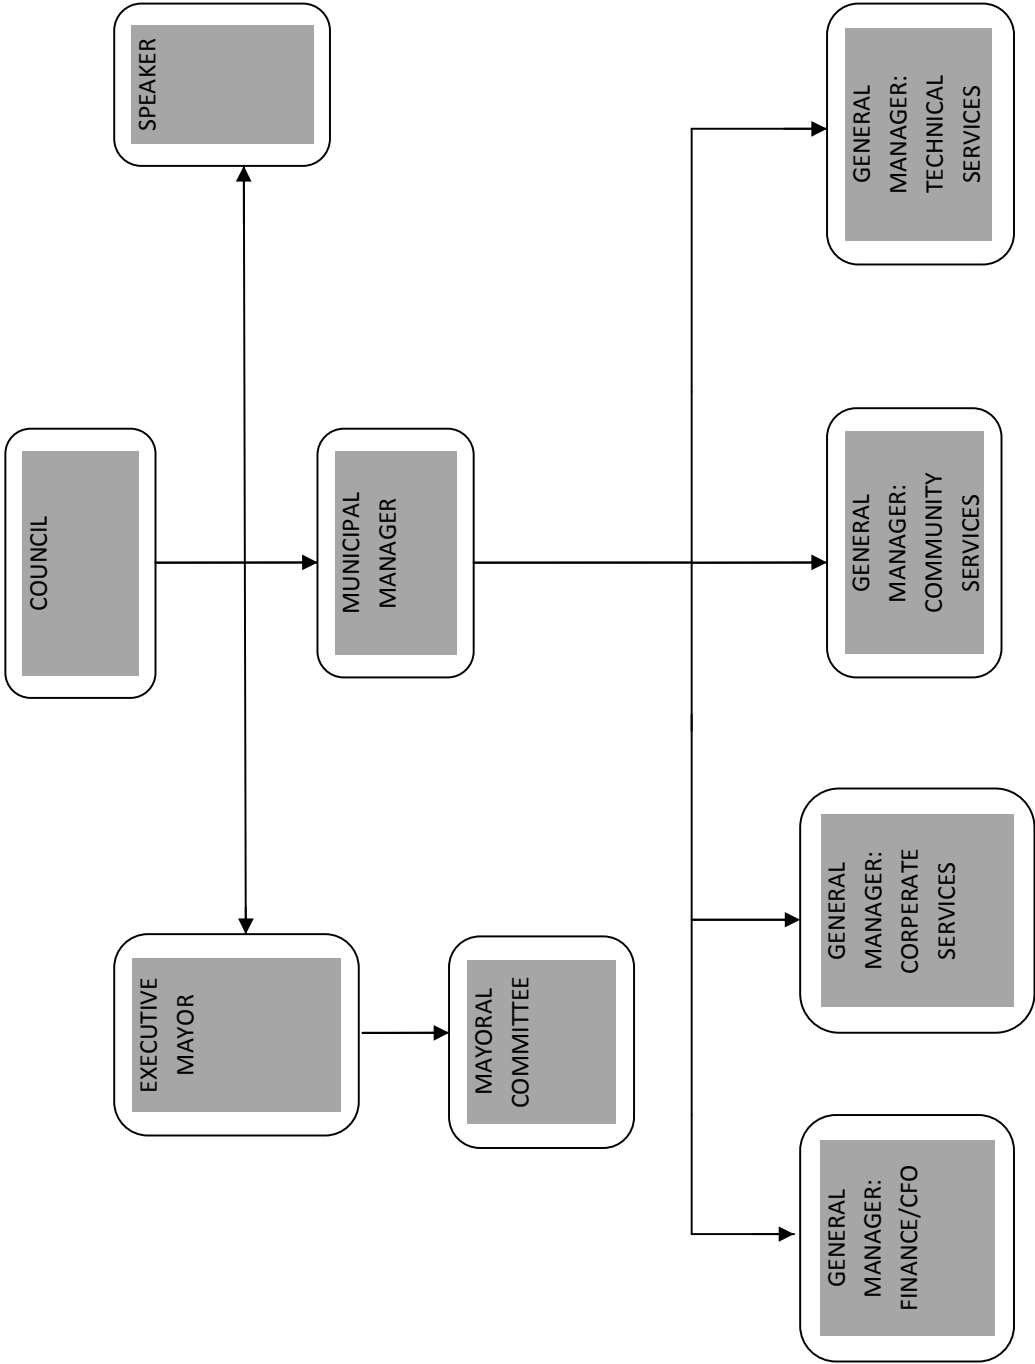 COUNCIL
SPEAKER
EXECUTIVE
MAYOR
MUNICIPAL
MANAGER
MAYORAL
COMMITTEE
GENERAL
MANAGER:
FINANCE/CFO
GENERAL
MANAGER:
CORPERATE
SERVICES
GENERAL
MANAGER:
COMMUNITY
SERVICES
GENERAL
MANAGER:
TECHNICAL
SERVICES